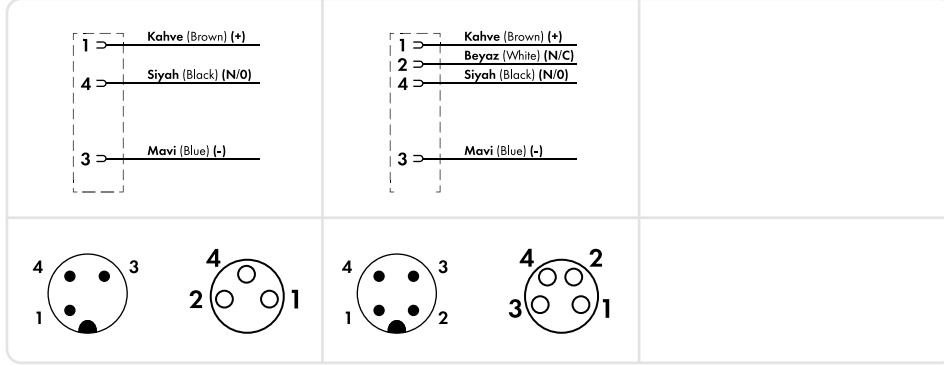 1 Kahve (Brown) (+)
4 Siyah (Black) (N/0)
3 Mavi (Blue) (-)
1 Kahve (Brown) (+)
2 Beyaz (White) (N/C)
4 Siyah (Black) (N/0)
3 Mavi (Blue) (-)
4 3
1
4
2 1
4 3
1 2
4 2
3 1